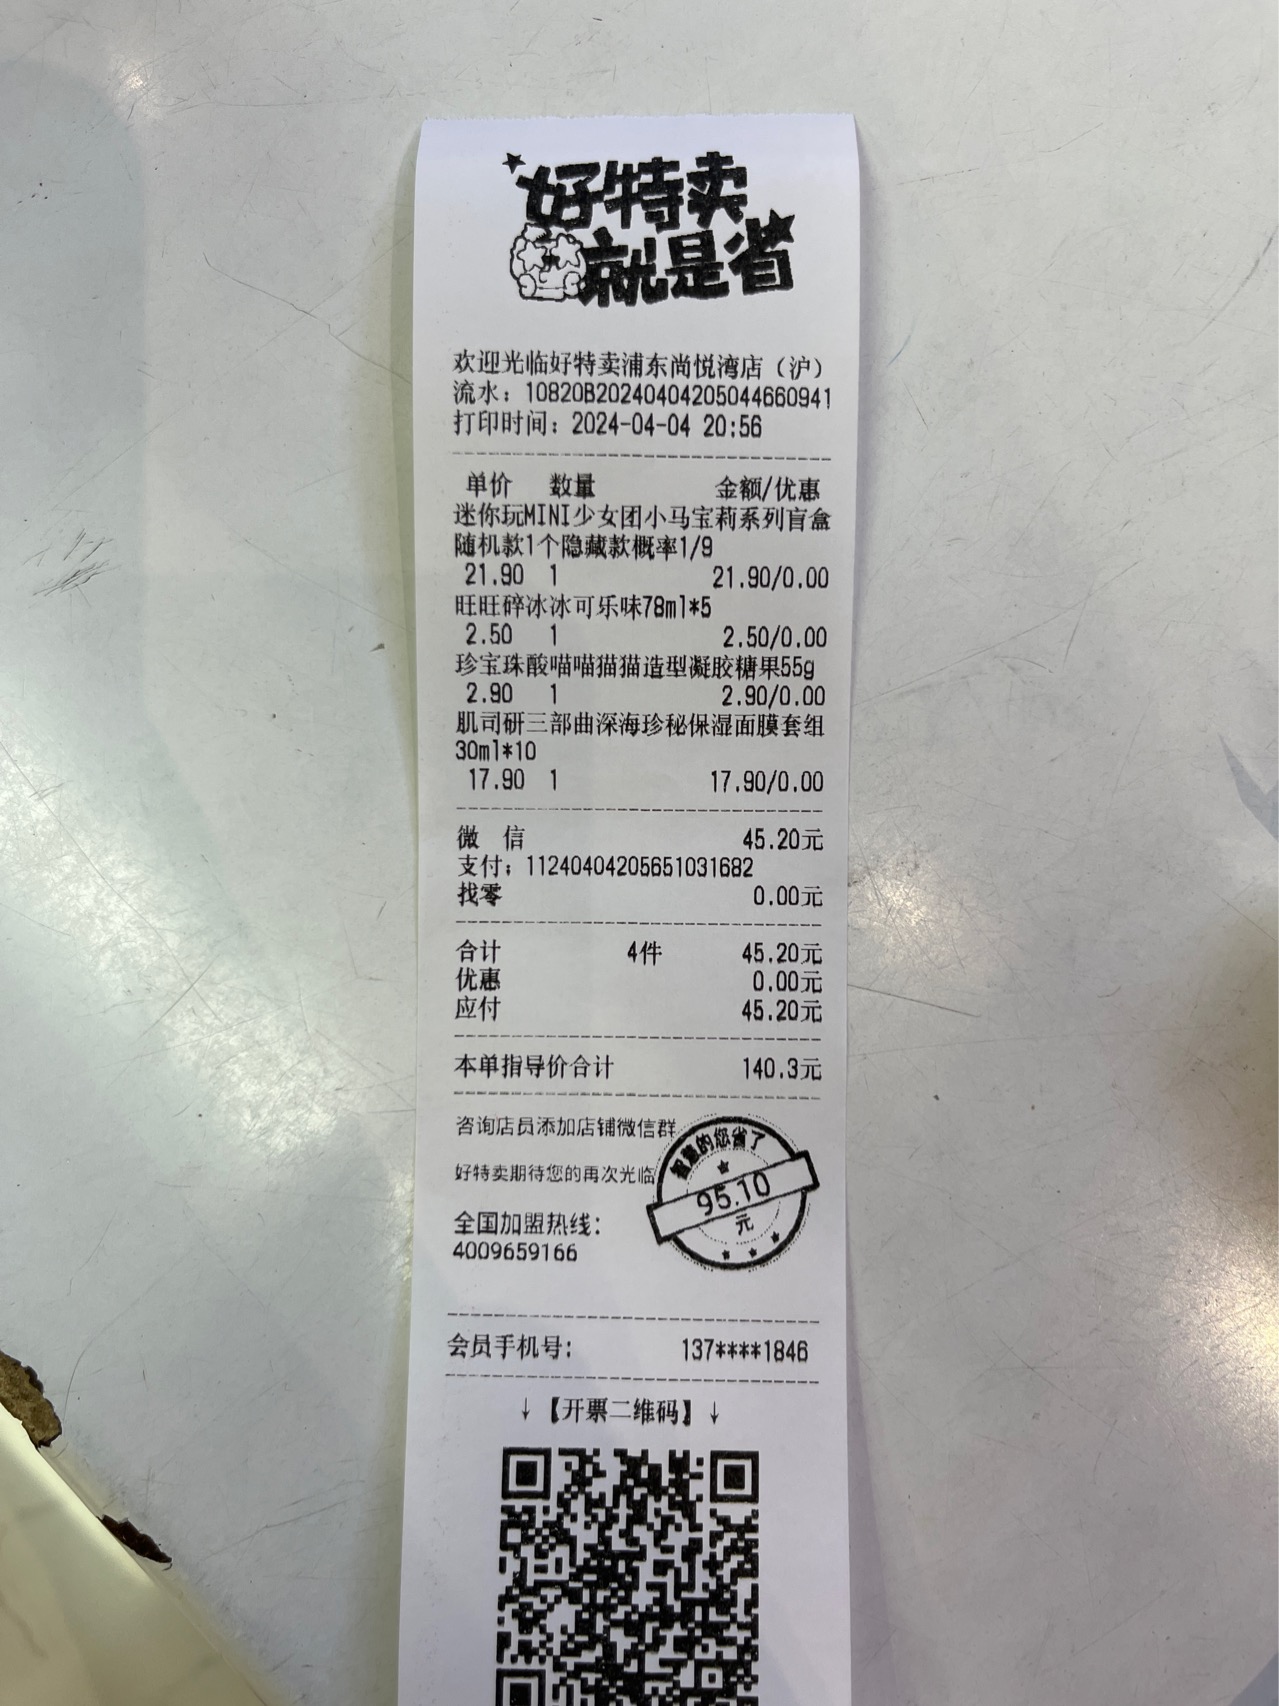 好特卖
就是省
欢迎光临好特卖浦东尚悦湾店（沪）
流水：10820B20240404205044660941
打印时间：2024-04-04 20:56
单价 数量 金额/优惠
迷你玩MINI少女团小马宝莉系列盲盒
随机款1个隐藏款概率1/9
21.90 1 21.90/0.00
旺旺碎冰冰可乐味78ml*5
2.50 1 2.50/0.00
珍宝珠酸喵喵猫猫造型凝胶糖果55g
2.90 1 2.90/0.00
肌司研三部曲深海珍秘保湿面膜套组
30ml*10
17.90 1 17.90/0.00
微 信 45.20元
支付：11240404205651031682
找零 0.00元
合计 4件 45.20元
优惠 0.00元
应付 45.20元
本单指导价合计 140.3元
咨询店员添加店铺微信群
好特卖期待您的再次光临
全国加盟热线：
4009659166
智慧的您省了
95.10
元
会员手机号： 137****1846
↓【开票二维码】↓